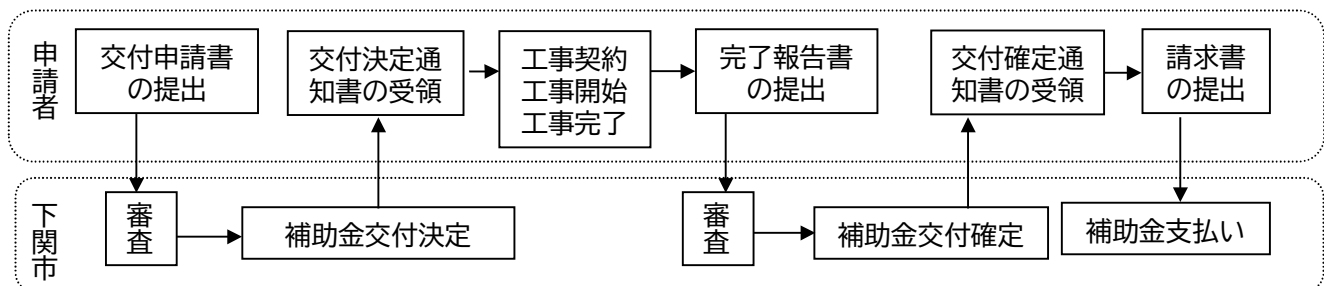 申請者
交付申請書
の提出
交付決定通
知書の受領
工事契約
工事開始
工事完了
完了報告書
の提出
交付確定通
知書の受領
請求書
の提出
下関市
審査
補助金交付決定
審査
補助金交付確定
補助金支払い